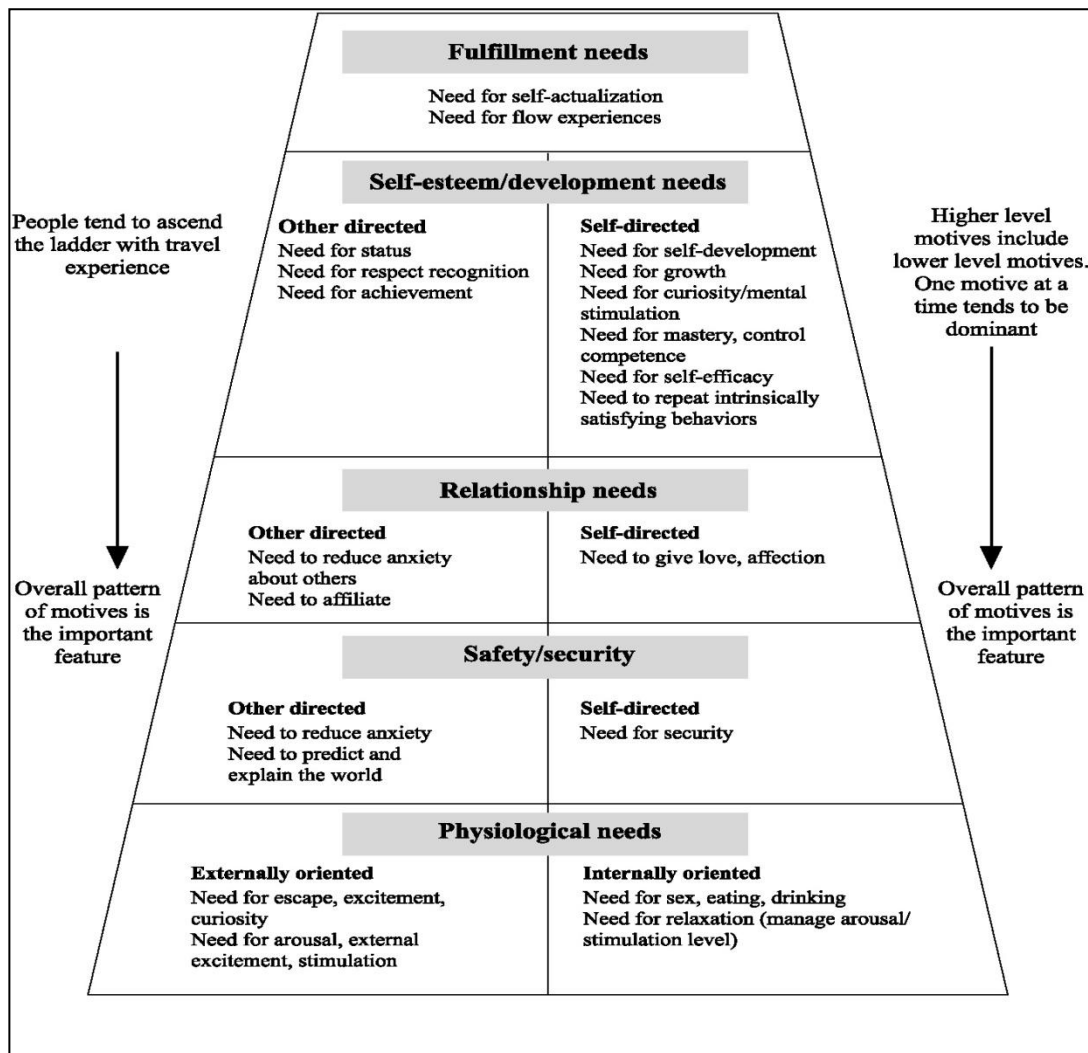 Fulfillment needs
Need for self-actualization
Need for flow experiences
Self-esteem/development needs
People tend to ascend
the ladder with travel
experience
Other directed
Need for status
Need for respect recognition
Need for achievement
Self-directed
Need for self-development
Need for growth
Need for curiosity/mental
stimulation
Need for mastery, control
competence
Need for self-efficacy
Need to repeat intrinsically
satisfying behaviors
Higher level
motives include
lower level motives.
One motive at a
time tends to be
dominant
Relationship needs
Other directed
Need to reduce anxiety
about others
Need to affiliate
Self-directed
Need to give love, affection
Overall pattern
of motives is
the important
feature
Overall pattern
of motives is
the important
feature
Safety/security
Other directed
Need to reduce anxiety
Need to predict and
explain the world
Self-directed
Need for security
Physiological needs
Externally oriented
Need for escape, excitement,
curiosity
Need for arousal, external
excitement, stimulation
Internally oriented
Need for sex, eating, drinking
Need for relaxation (manage arousal/
stimulation level)